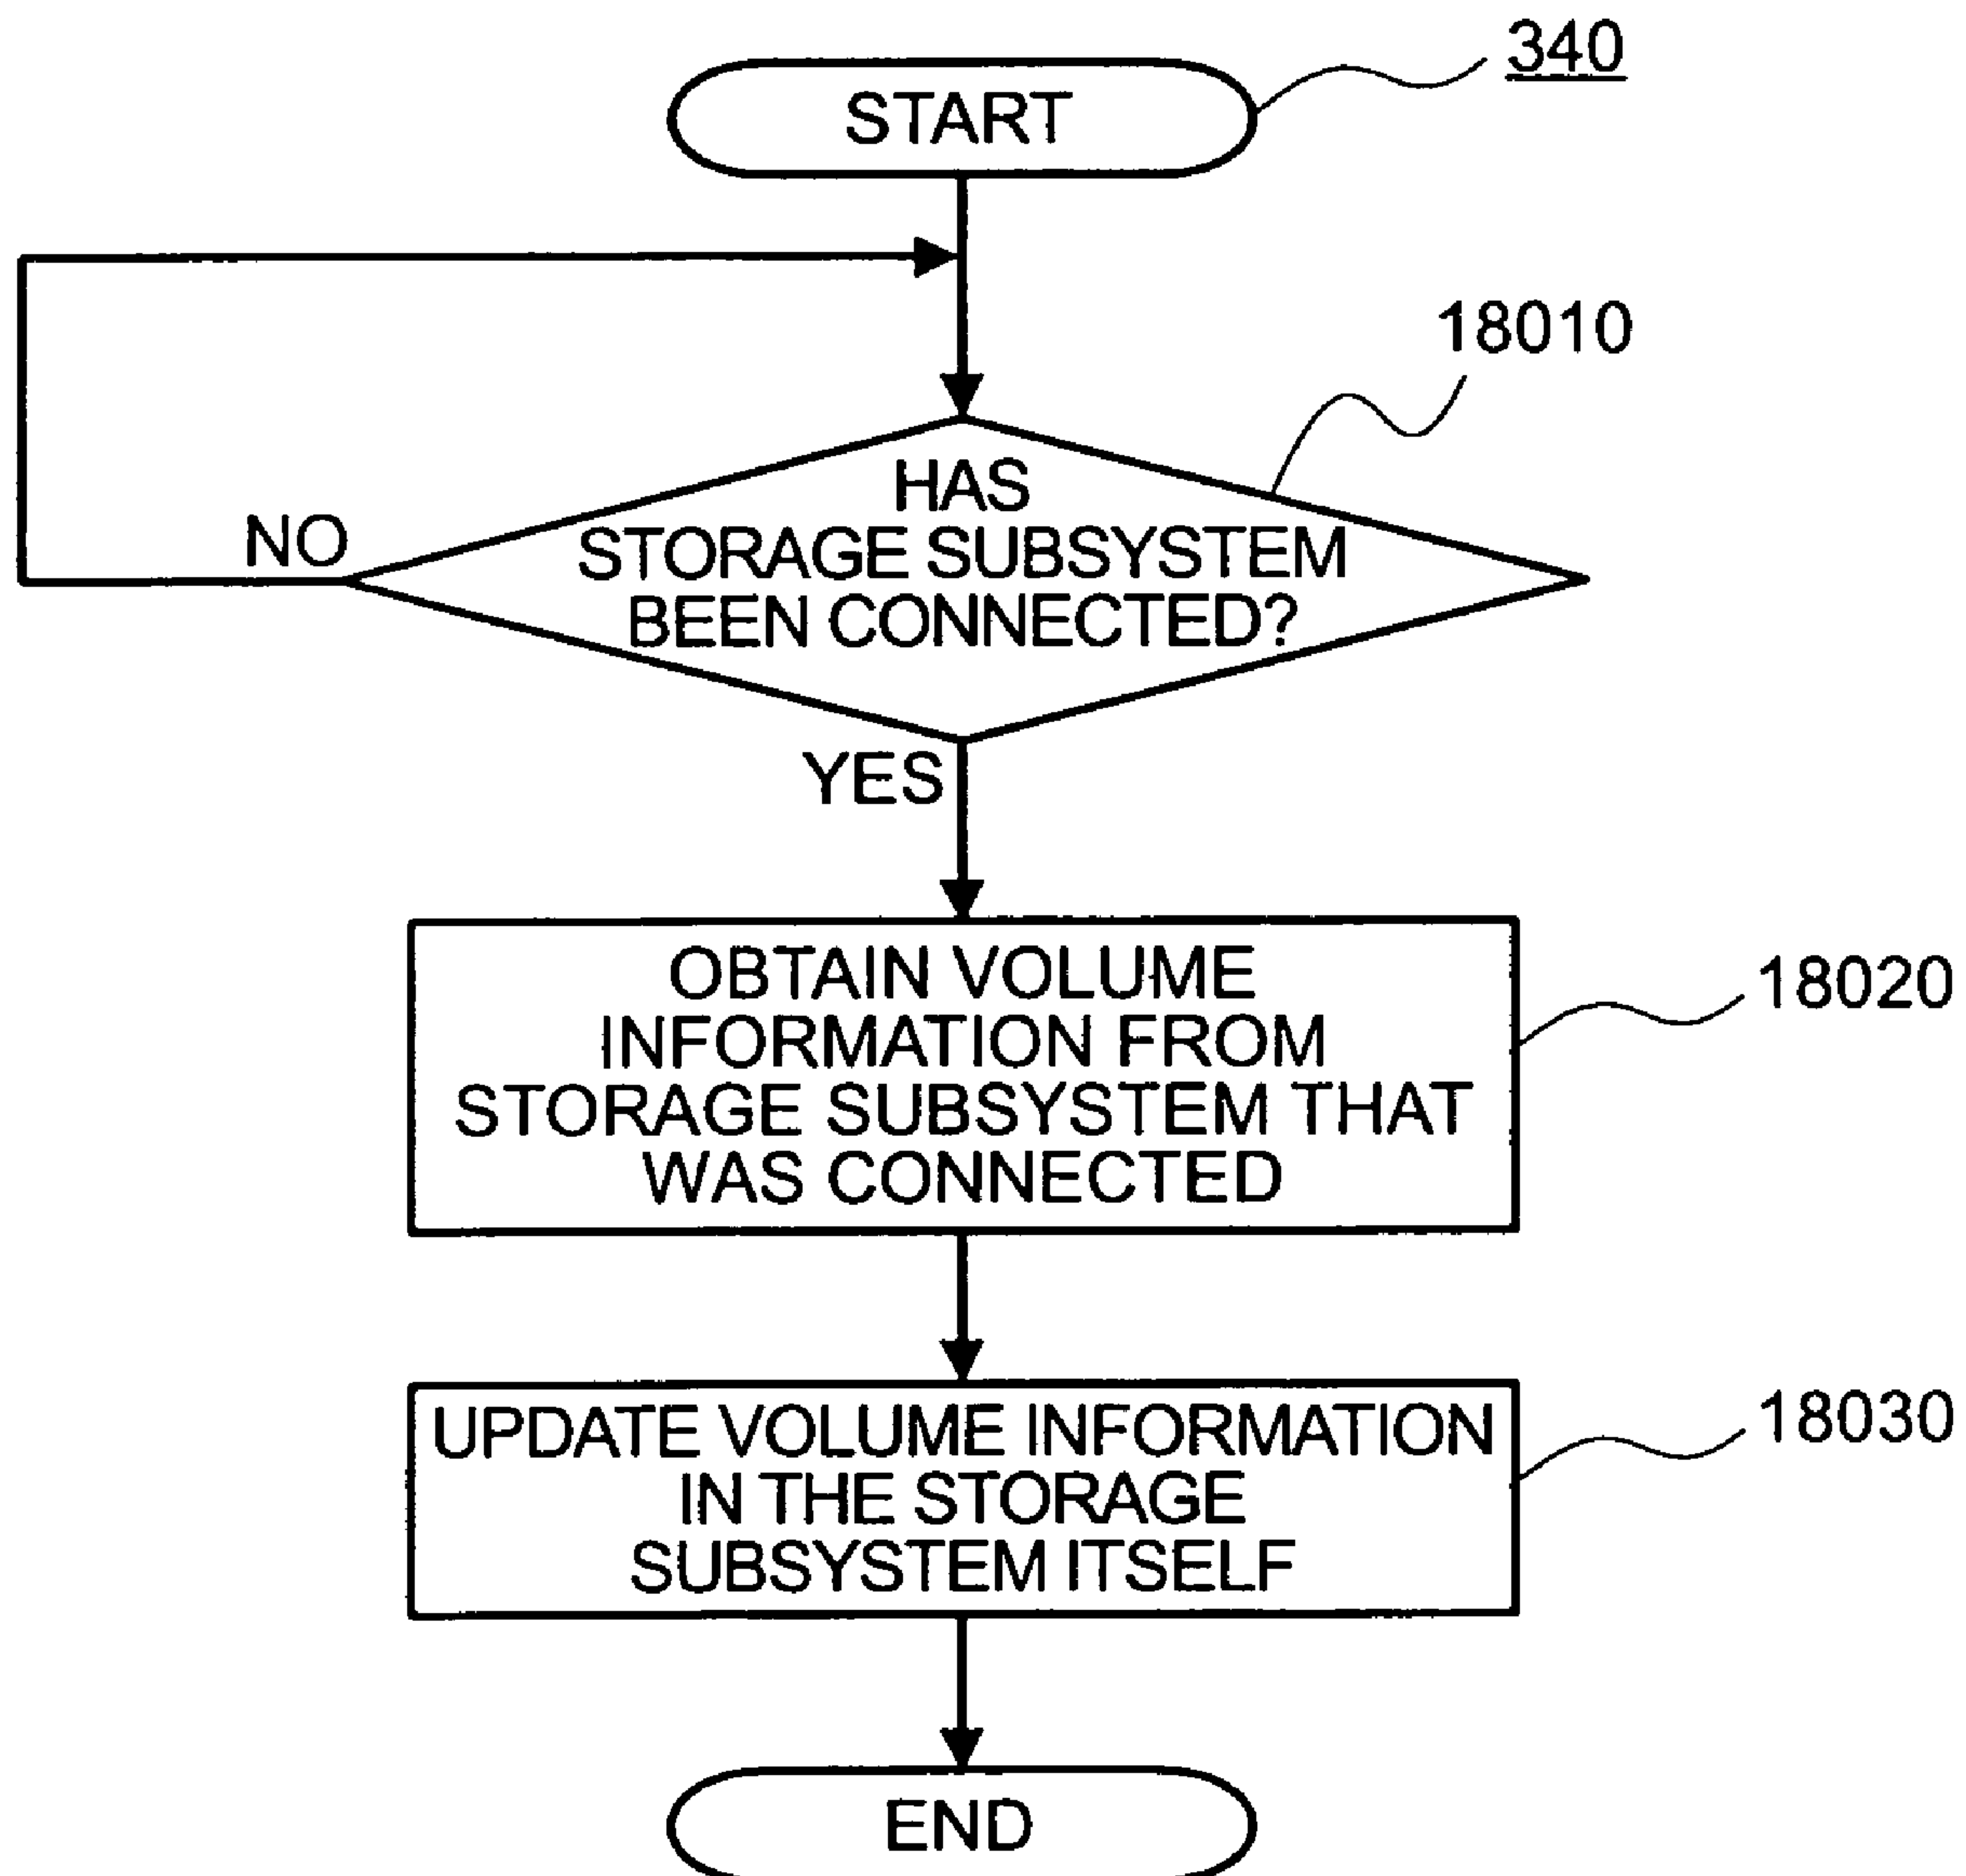 340
START
18010
HAS
STORAGE SUBSYSTEM
BEEN CONNECTED?
NO
YES
OBTAIN VOLUME
INFORMATION FROM
STORAGE SUBSYSTEM THAT
WAS CONNECTED
18020
UPDATE VOLUME INFORMATION
IN THE STORAGE
SUBSYSTEM ITSELF
18030
END